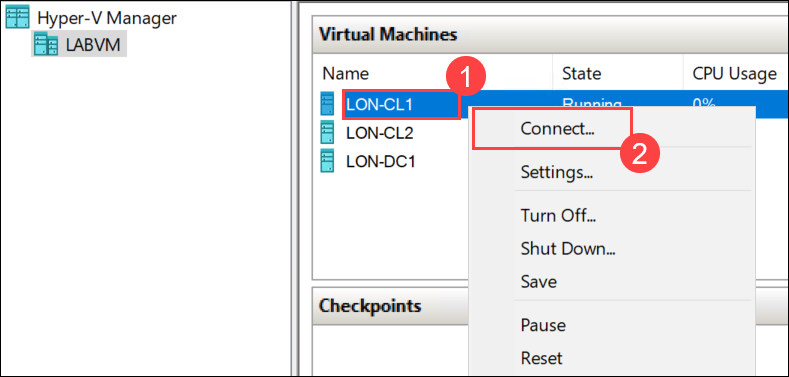 Hyper-V Manager
LABVM
Virtual Machines
Name State CPU Usage
1
LON-CL1 Running 0%
LON-CL2
LON-DC1
Connect...
2
Settings...
Turn Off...
Shut Down...
Save
Checkpoints
Pause
Reset